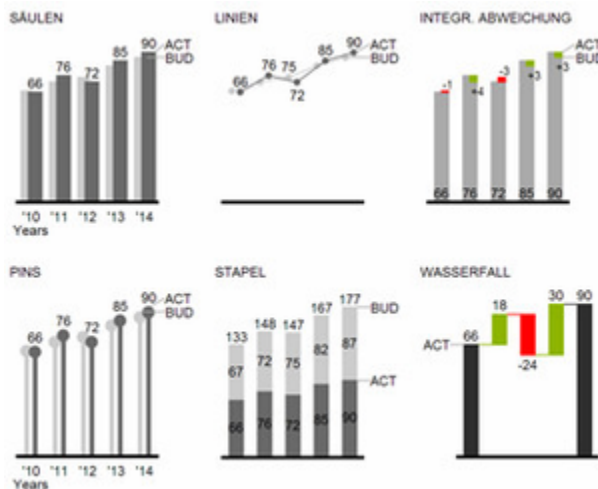 SÄULEN
66 76 72 85 90 ACT
BUD
'10 '11 '12 '13 '14
Years
LINIEN
66 76 75 72 85 90 ACT
BUD
INTEGR. ABWEICHUNG
-1 +4 -3 +3 +3 ACT
BUD
66 76 72 85 90
PINS
66 76 72 85 90 ACT
BUD
'10 '11 '12 '13 '14
Years
STAPEL
133 148 147 167 177
BUD
67 72 75 82 87
ACT
66 76 72 85 90
WASSERFALL
ACT 66 18 -24 30 90